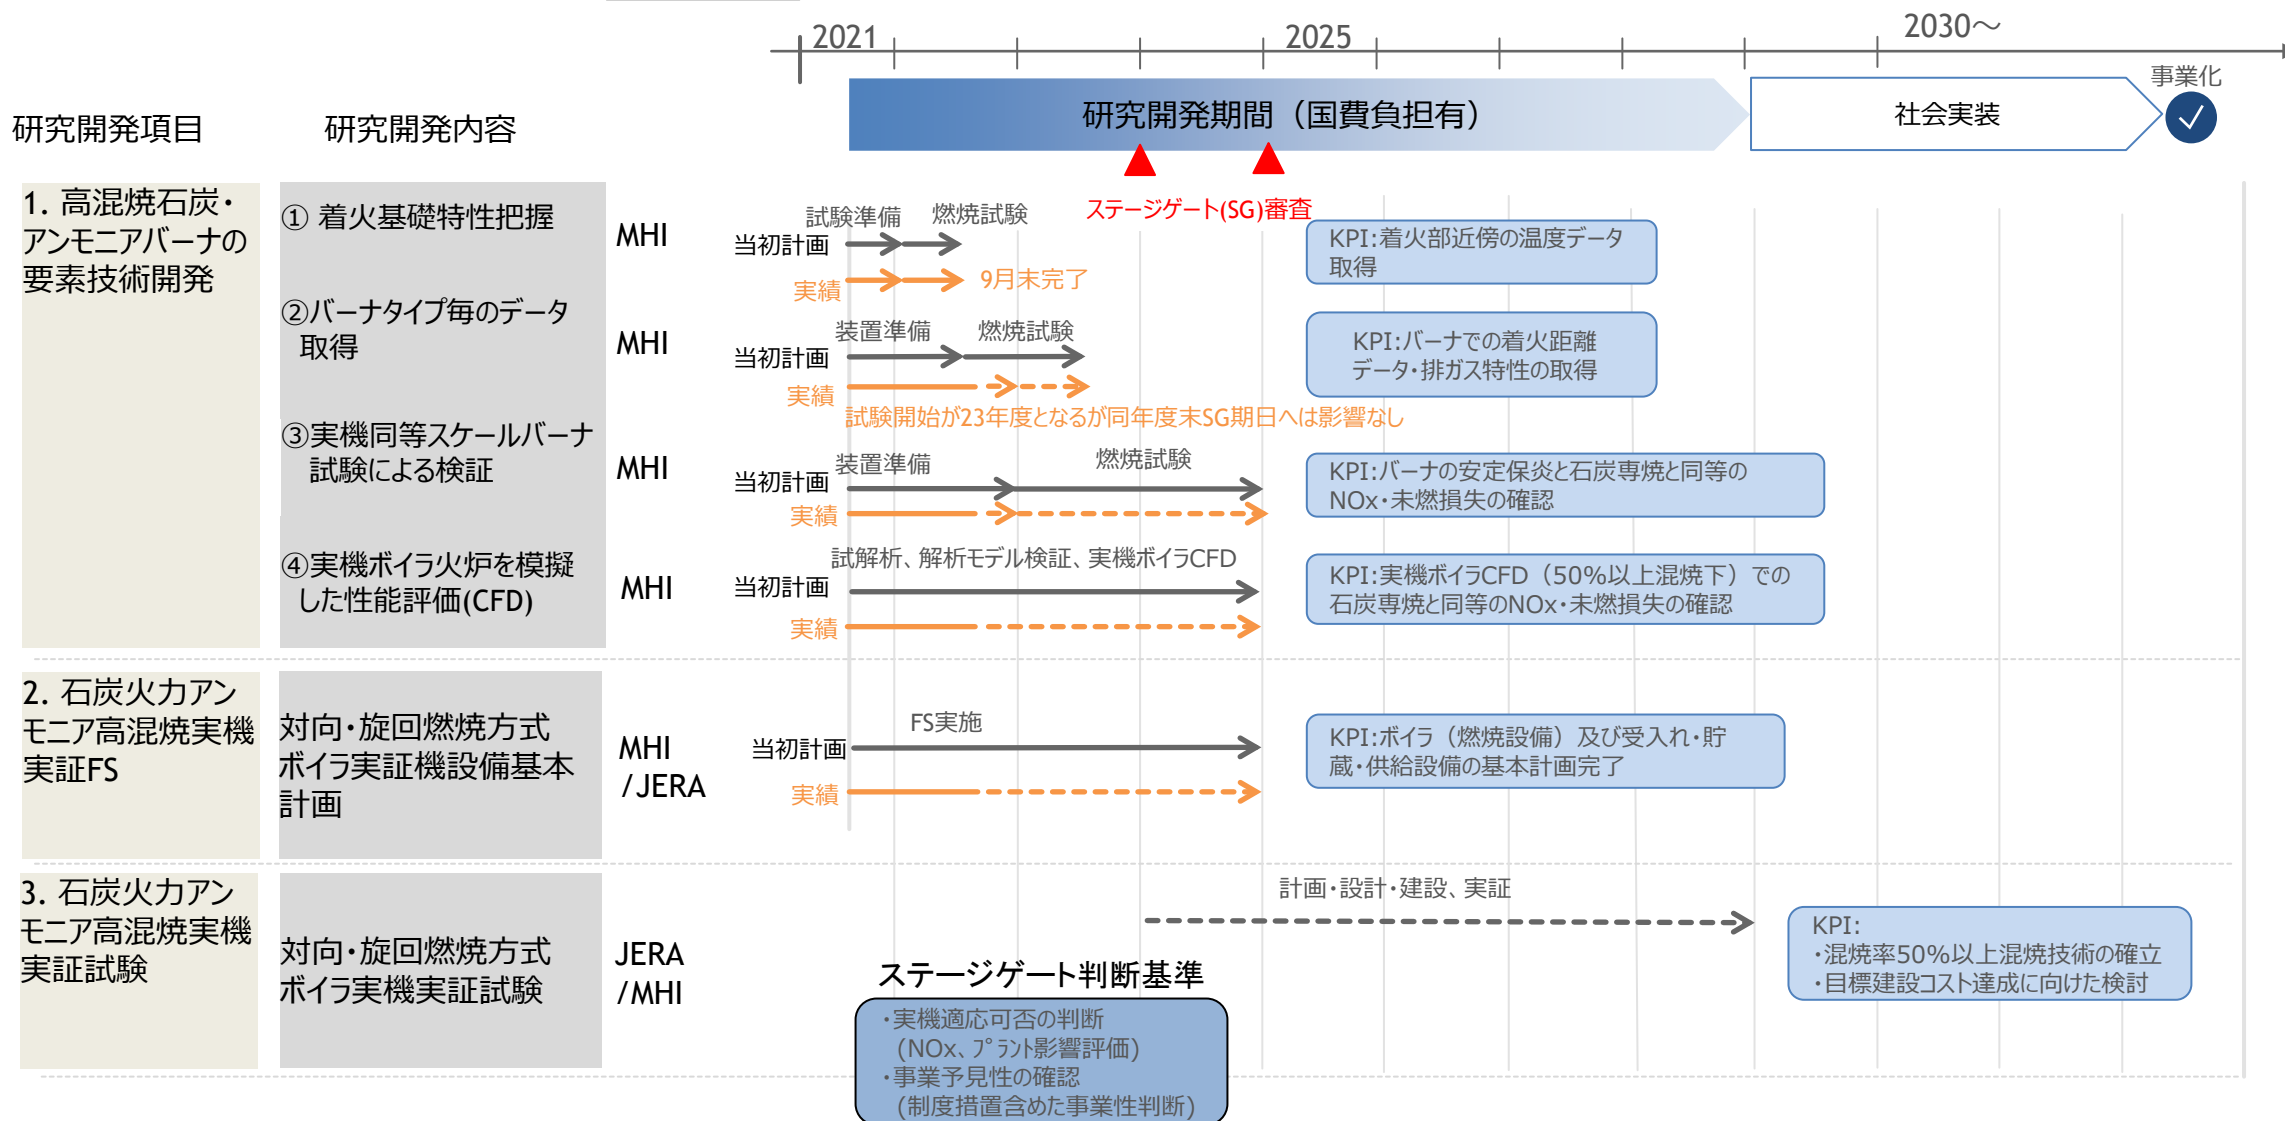 2021
2025
2030～
事業化
研究開発期間（国費負担有）
社会実装
研究開発項目
研究開発内容
ステージゲート(SG)審査
1. 高混焼石炭・
アンモニアバーナの
要素技術開発
① 着火基礎特性把握
MHI
試験準備
燃焼試験
当初計画
実績
9月末完了
KPI:着火部近傍の温度データ
取得
②バーナタイプ毎のデータ
取得
MHI
装置準備
燃焼試験
当初計画
実績
試験開始が23年度となるが同年度末SG期日へは影響なし
KPI:バーナでの着火距離
データ・排ガス特性の取得
③実機同等スケールバーナ
試験による検証
MHI
装置準備
燃焼試験
当初計画
実績
KPI:バーナの安定保炎と石炭専焼と同等の
NOx・未燃損失の確認
④実機ボイラ火炉を模擬
した性能評価(CFD)
MHI
試解析、解析モデル検証、実機ボイラCFD
当初計画
実績
KPI:実機ボイラCFD（50%以上混焼下）での
石炭専焼と同等のNOx・未燃損失の確認
2. 石炭火力アン
モニア高混焼実機
実証FS
対向・旋回燃焼方式
ボイラ実証機設備基本
計画
MHI
/JERA
FS実施
当初計画
実績
KPI:ボイラ（燃焼設備）及び受入れ・貯
蔵・供給設備の基本計画完了
3. 石炭火力アン
モニア高混焼実機
実証試験
対向・旋回燃焼方式
ボイラ実機実証試験
JERA
/MHI
計画・設計・建設、実証
KPI:
・混焼率50%以上混焼技術の確立
・目標建設コスト達成に向けた検討
ステージゲート判断基準
・実機適応可否の判断
(NOx、プラント影響評価)
・事業予見性の確認
(制度措置含めた事業性判断)